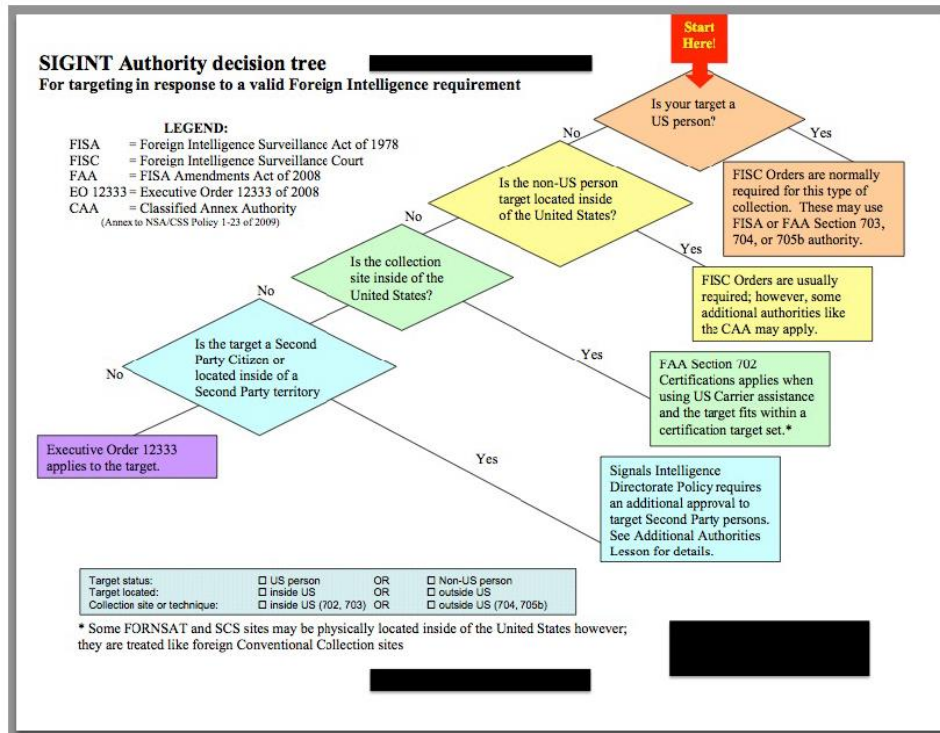 Start
Here!
SIGINT Authority decision tree
For targeting in response to a valid Foreign Intelligence requirement
LEGEND:
FISA = Foreign Intelligence Surveillance Act of 1978
FISC = Foreign Intelligence Surveillance Court
FAA = FISA Amendments Act of 2008
EO 12333 = Executive Order 12333 of 2008
CAA = Classified Annex Authority
(Annex to NSA/CSS Policy 1-23 of 2009)
Is your target a
US person?
No
Yes
FISC Orders are normally
required for this type of
collection. These may use
FISA or FAA Section 703,
704, or 705b authority.
Is the non-US person
target located inside
of the United States?
No
Yes
FISC Orders are usually
required; however, some
additional authorities like
the CAA may apply.
Is the collection
site inside of the
United States?
No
Yes
FAA Section 702
Certifications applies when
using US Carrier assistance
and the target fits within a
certification target set.*
Is the target a Second
Party Citizen or
located inside of a
Second Party territory
No
Yes
Executive Order 12333
applies to the target.
Signals Intelligence
Directorate Policy requires
an additional approval to
target Second Party persons.
See Additional Authorities
Lesson for details.
Target status: ☐ US person OR ☐ Non-US person
Target located: ☐ inside US OR ☐ outside US
Collection site or technique: ☐ inside US (702, 703) OR ☐ outside US (704, 705b)
* Some FORNSAT and SCS sites may be physically located inside of the United States however;
they are treated like foreign Conventional Collection sites